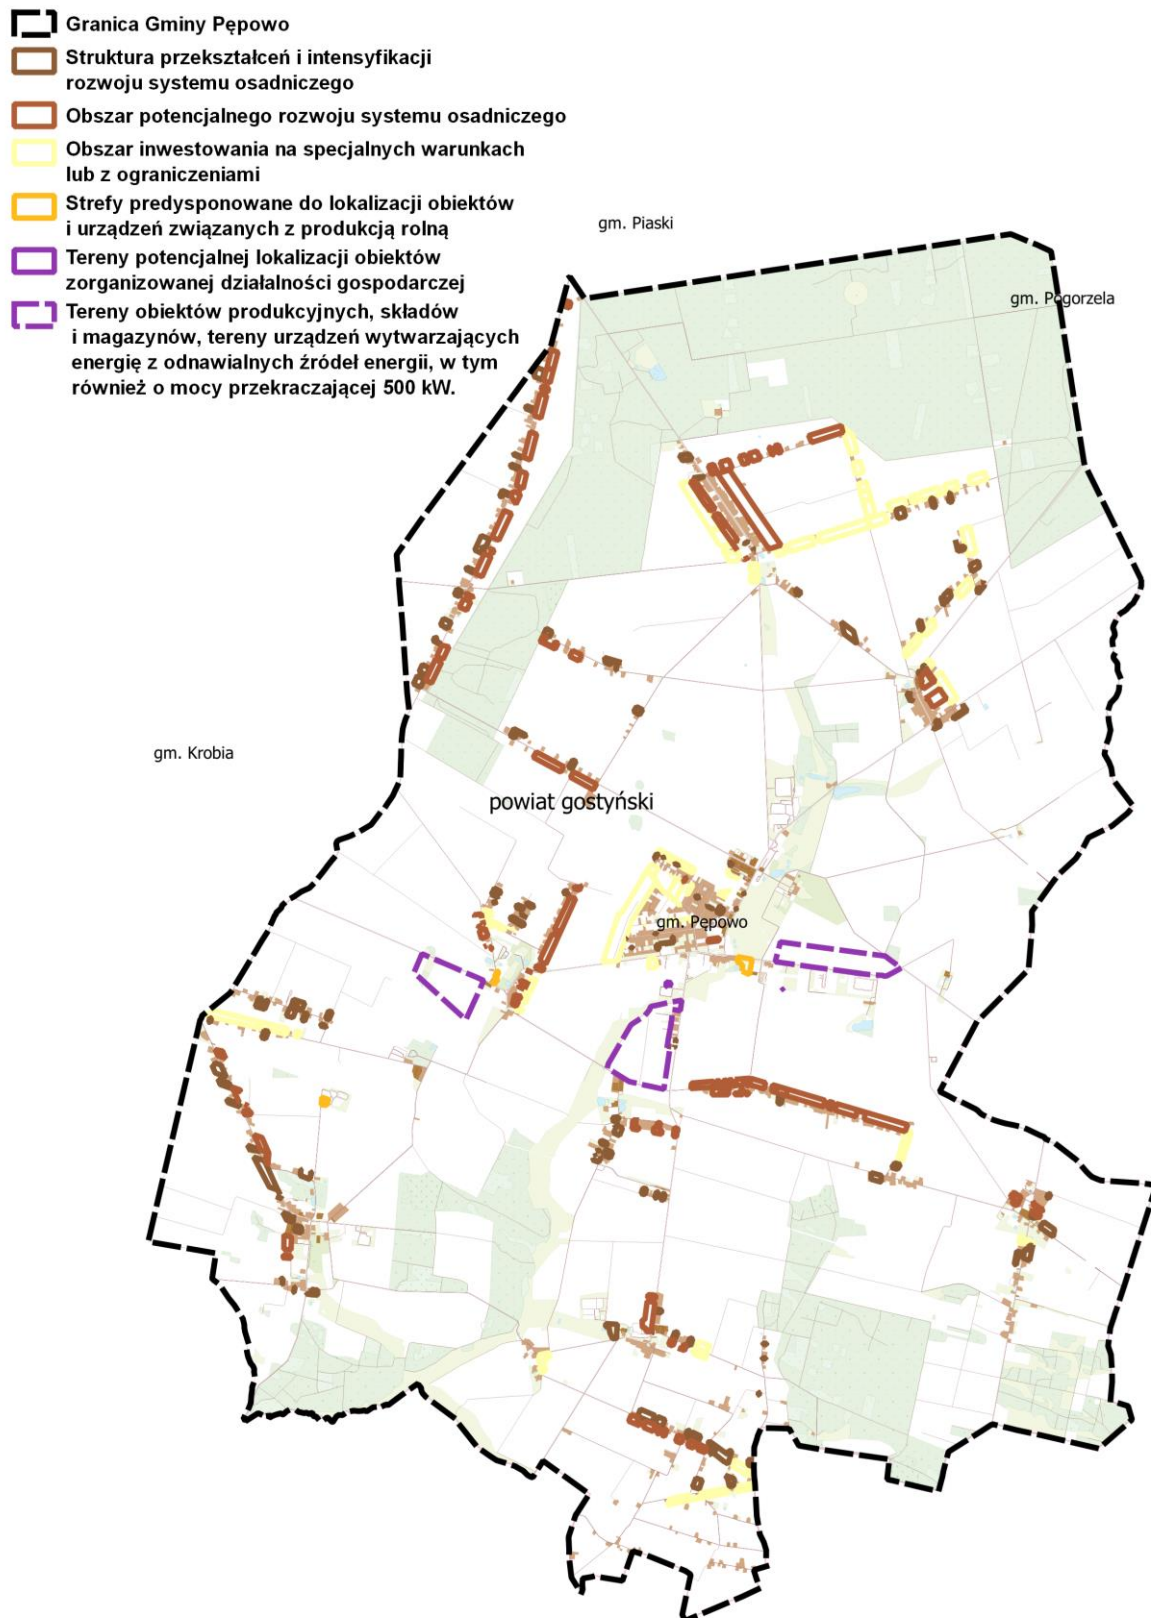 Granica Gminy Pępowo
Struktura przekształceń i intensyfikacji
rozwoju systemu osadniczego
Obszar potencjalnego rozwoju systemu osadniczego
Obszar inwestowania na specjalnych warunkach
lub z ograniczeniami
Strefy predysponowane do lokalizacji obiektów
i urządzeń związanych z produkcją rolną
Tereny potencjalnej lokalizacji obiektów
zorganizowanej działalności gospodarczej
Tereny obiektów produkcyjnych, składów
i magazynów, tereny urządzeń wytwarzających
energię z odnawialnych źródeł energii, w tym
również o mocy przekraczającej 500 kW.
gm. Piaski
gm. Pogorzela
gm. Krobia
powiat gostyński
gm. Pępowo